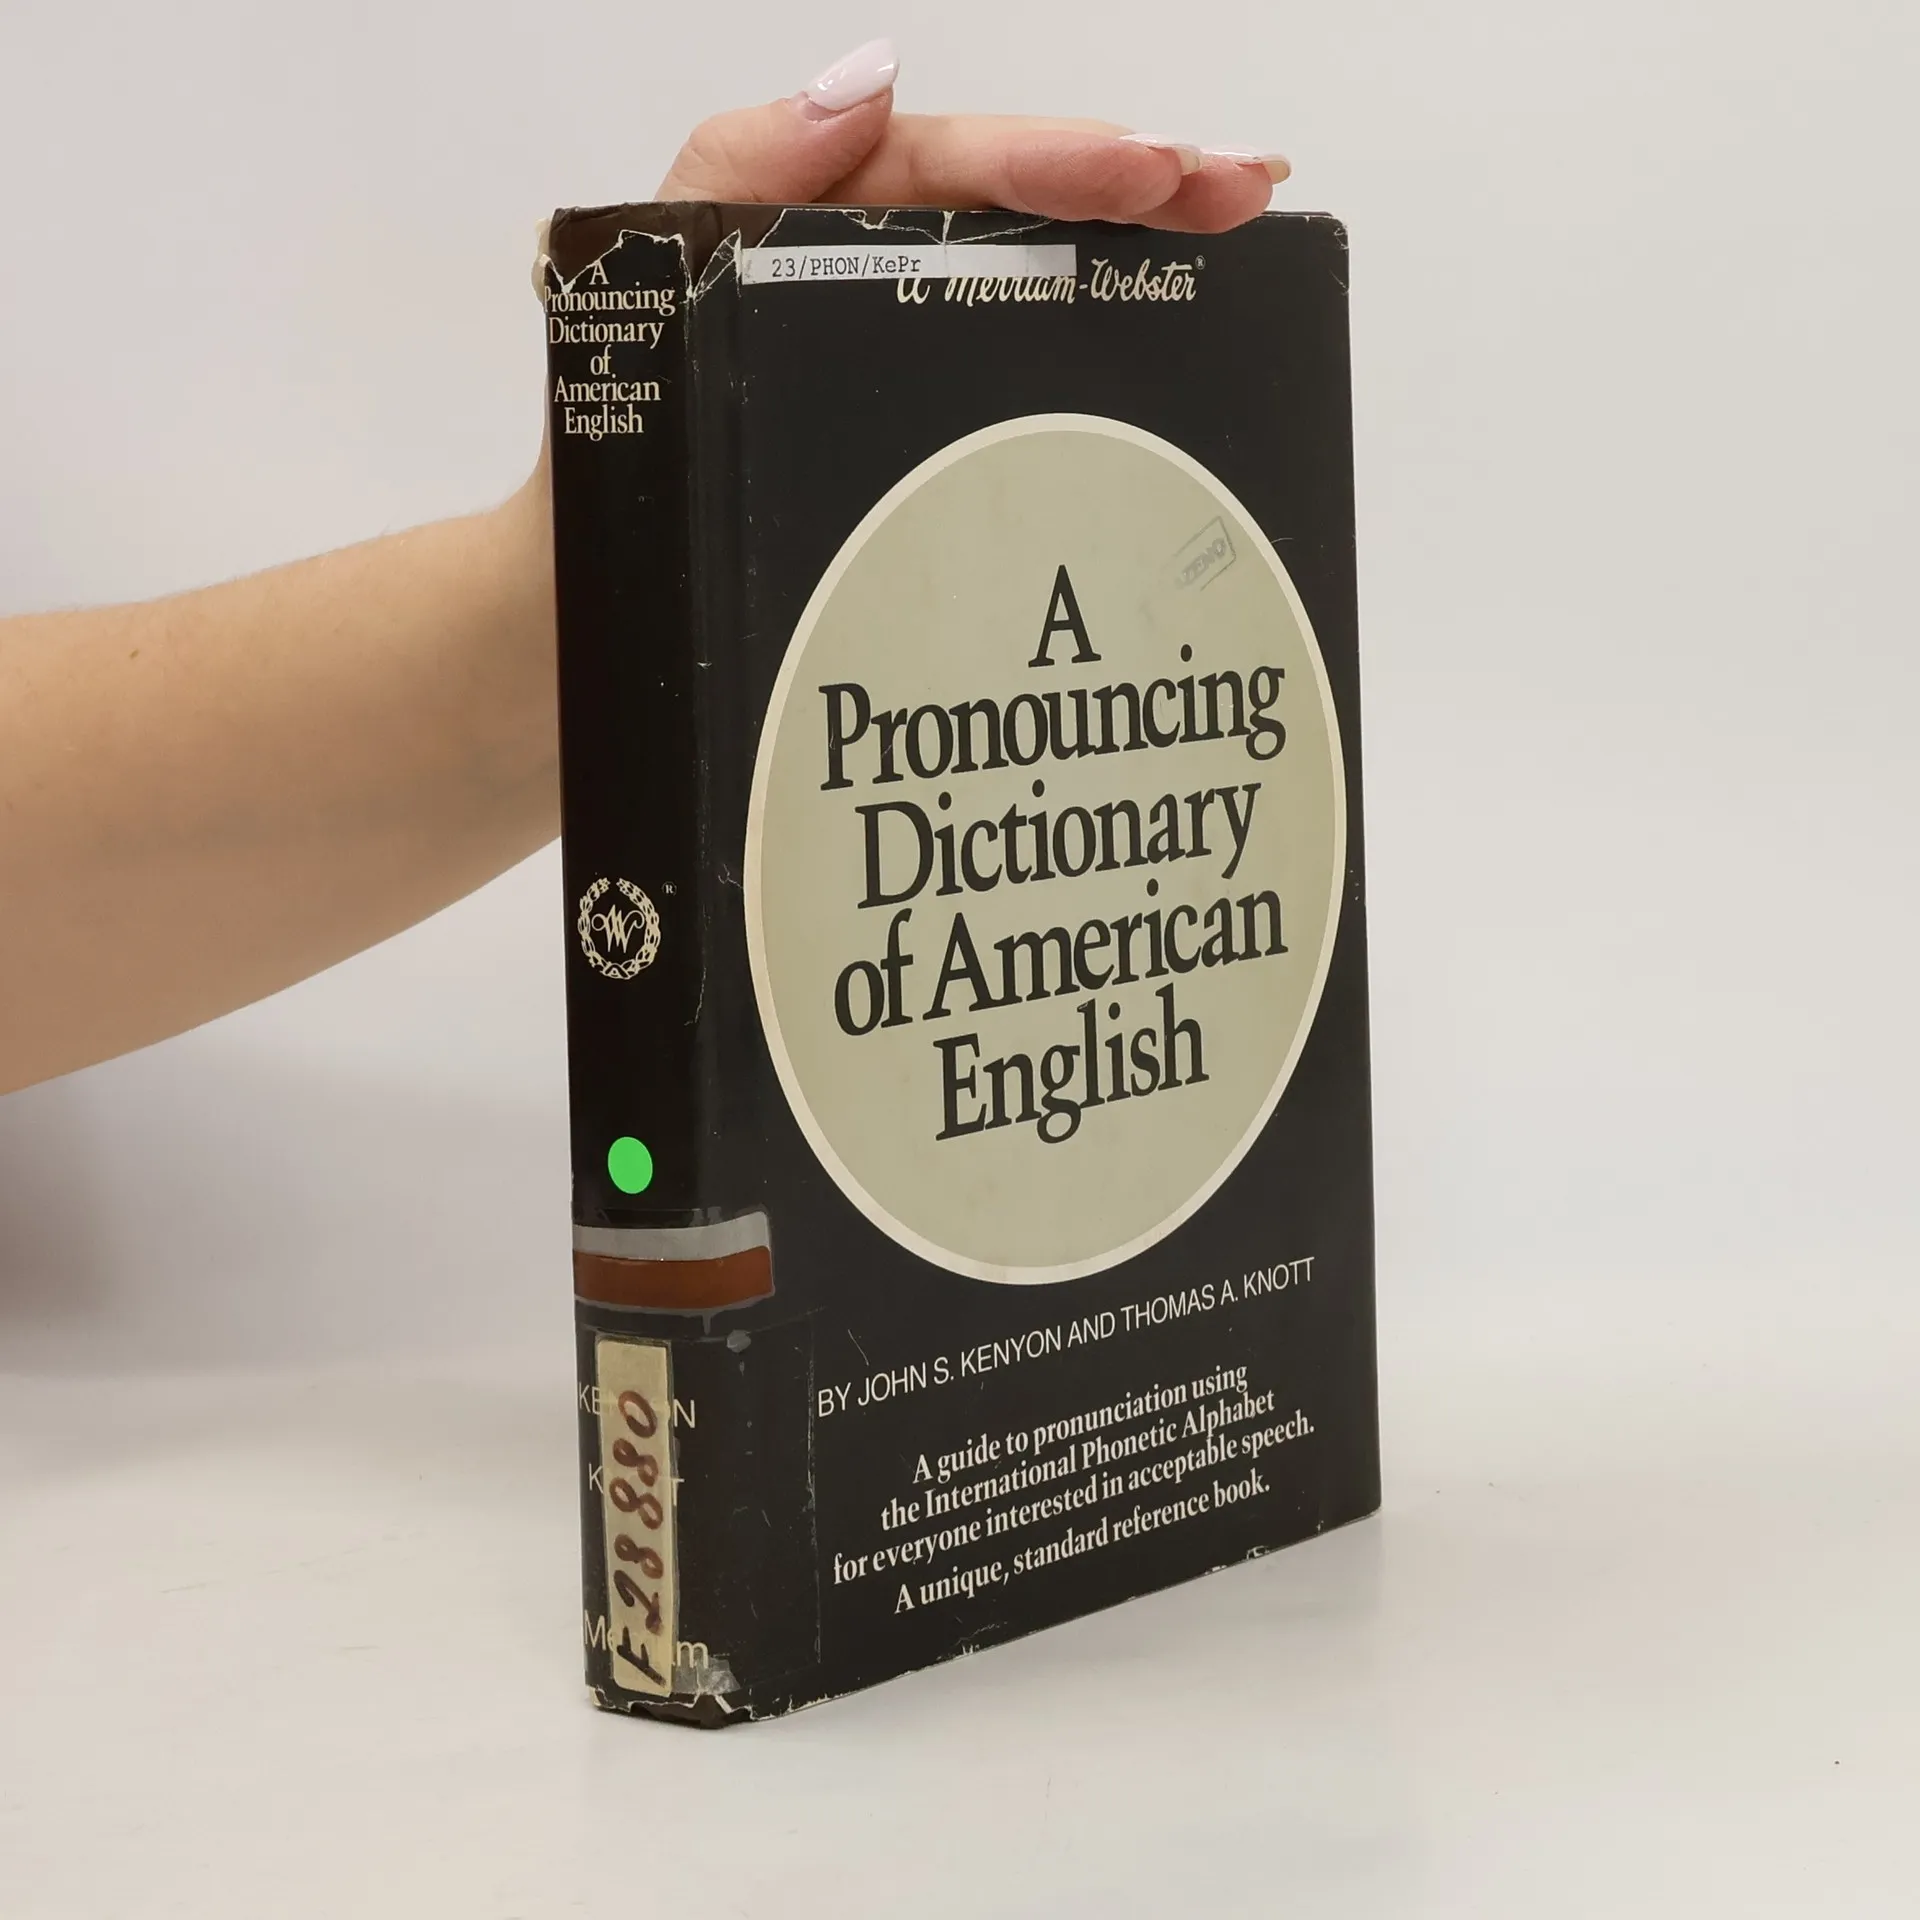 A
Pronouncing
Dictionary
of
American
English
®
F28880
23/PHON/KePr
a Merriam-Webster®
A
Pronouncing
Dictionary
of American
English
BY JOHN S. KENYON AND THOMAS A. KNOTT
A guide to pronunciation using
the International Phonetic Alphabet
for everyone interested in acceptable speech.
A unique, standard reference book.